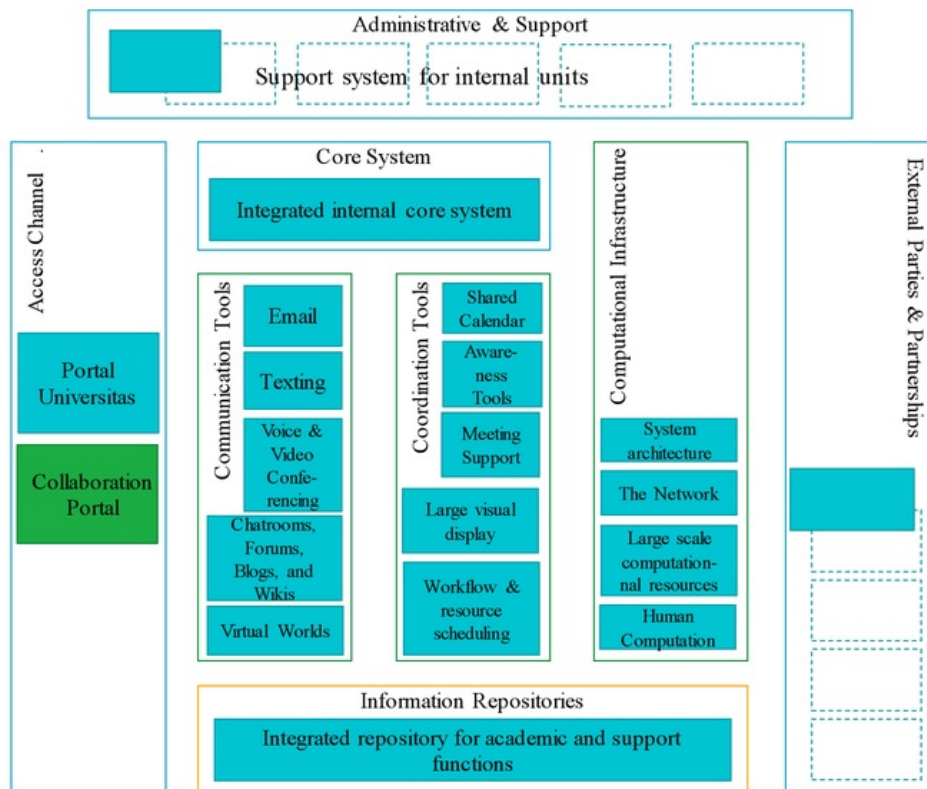 Administrative & Support
Support system for internal units
Access Channel
Portal
Universitas
Collaboration
Portal
Core System
Integrated internal core system
Communication Tools
Email
Texting
Voice &
Video
Confe-
rencing
Chatrooms,
Forums,
Blogs, and
Wikis
Virtual Worlds
Coordination Tools
Shared
Calendar
Aware-
ness
Tools
Meeting
Support
Large visual
display
Workflow &
resource
scheduling
Computational Infrastructure
System
architecture
The Network
Large scale
computation-
nal resources
Human
Computation
External Parties & Partnerships
Information Repositories
Integrated repository for academic and support
functions